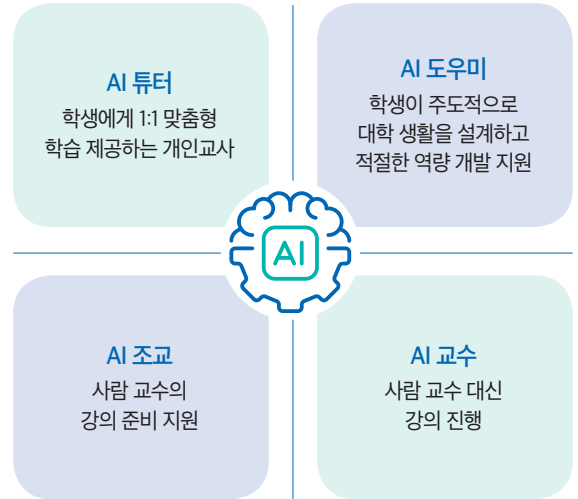 AI 튜터
학생에게 1:1 맞춤형
학습 제공하는 개인교사
AI 도우미
학생이 주도적으로
대학 생활을 설계하고
적절한 역량 개발 지원
AI
AI 조교
사람 교수의
강의 준비 지원
AI 교수
사람 교수 대신
강의 진행